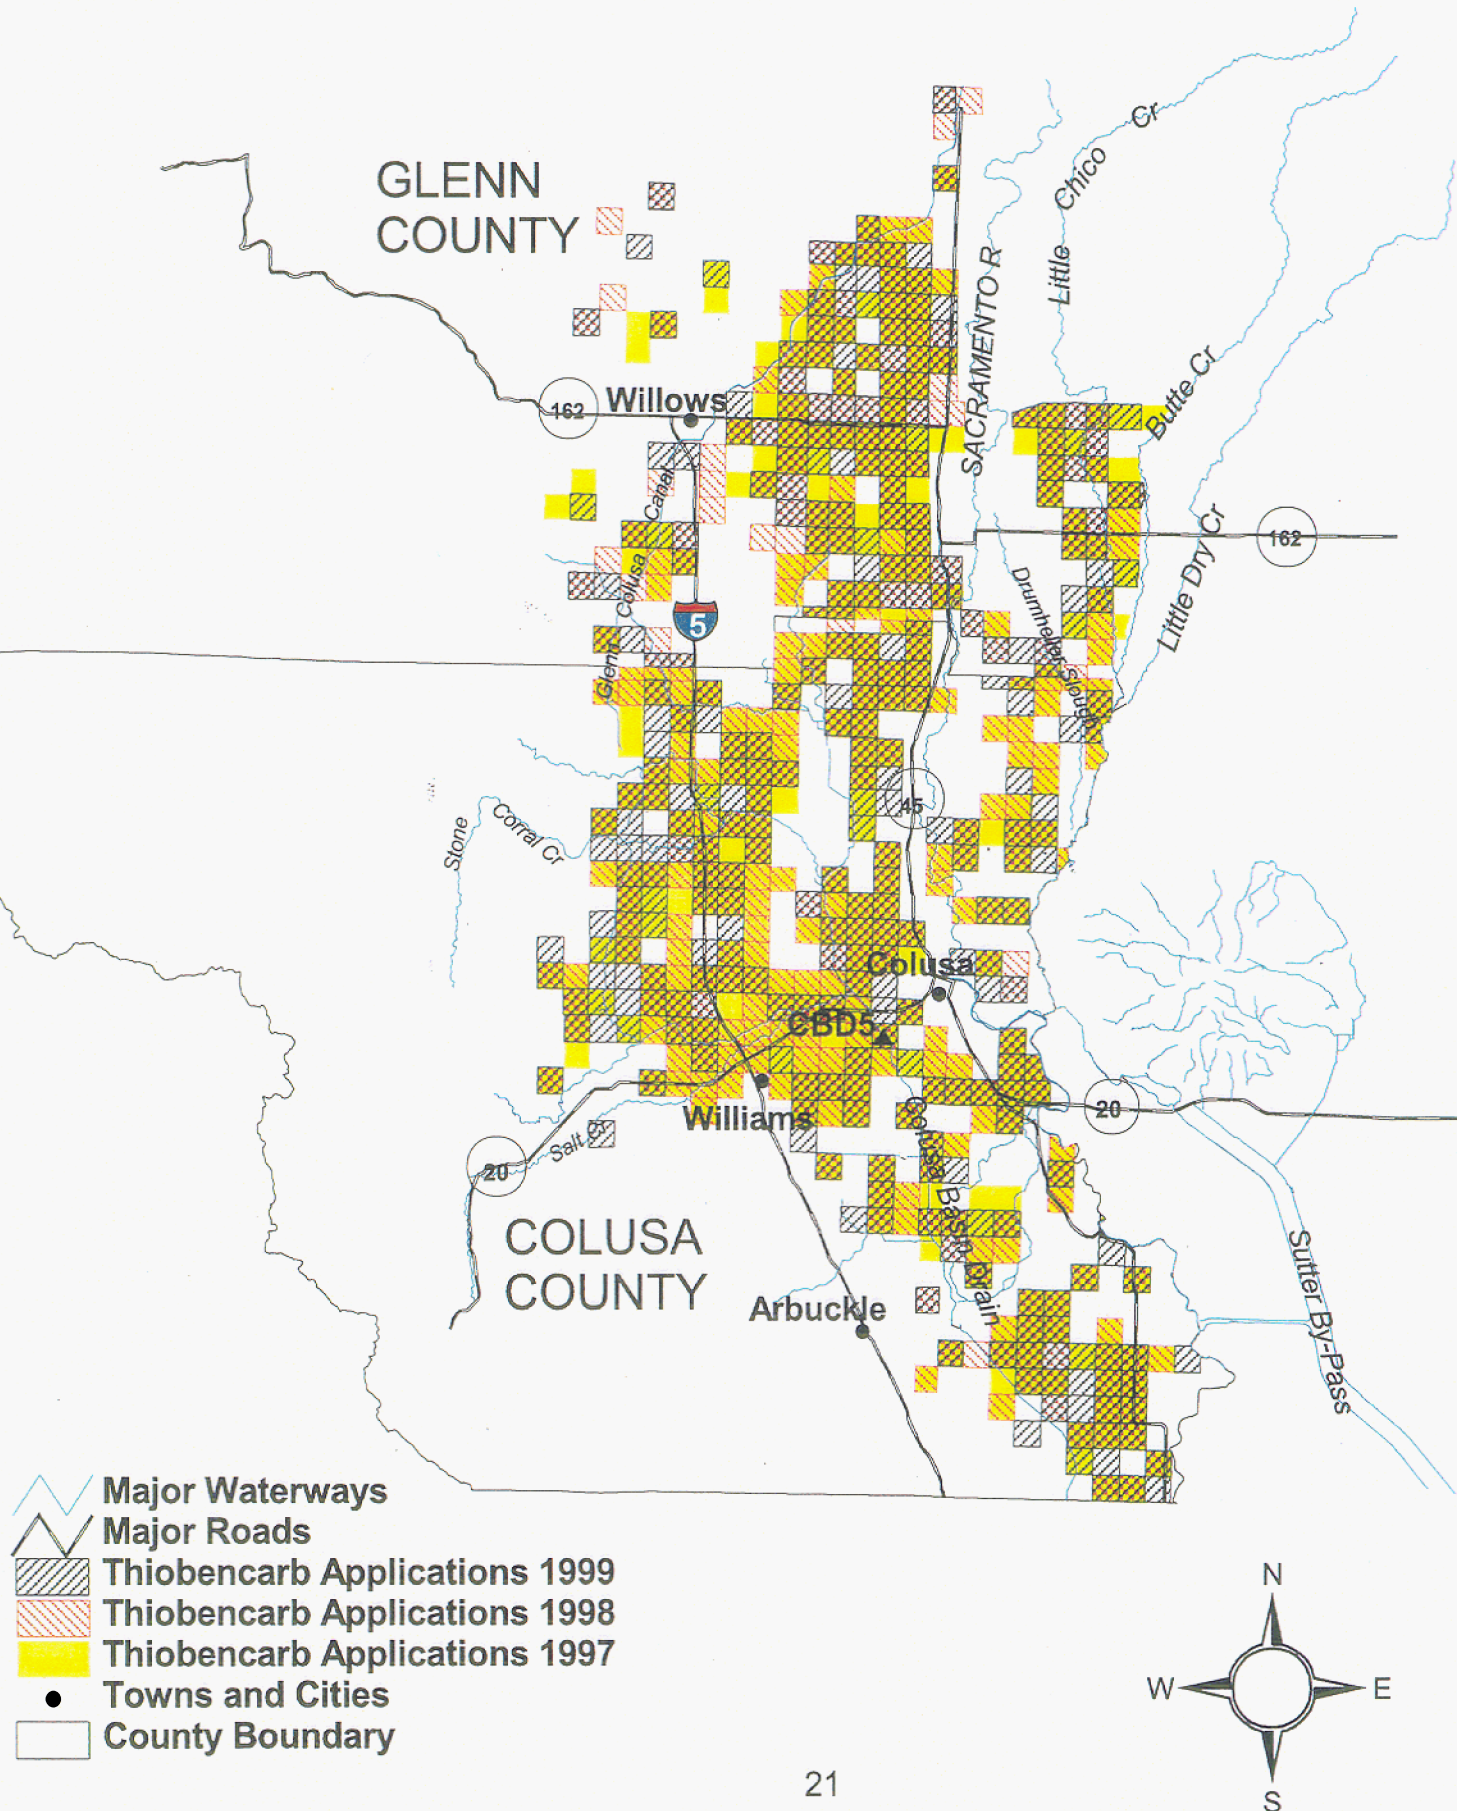 Cr
Chico
Little
GLENN
COUNTY
SACRAMENTO R
Butte Cr
162
Willows
Canal
Colusa
Glenn
162
Little Dry Cr
Drumheller Slough
5
45
Stone
Corral Cr
Colusa
CBD5
20
Williams
Salt Cr
20
Colusa Basin Drain
COLUSA
COUNTY
Arbuckle
Sutter By-Pass
Major Waterways
Major Roads
Thiobencarb Applications 1999
Thiobencarb Applications 1998
Thiobencarb Applications 1997
Towns and Cities
County Boundary
N
W
E
S
21